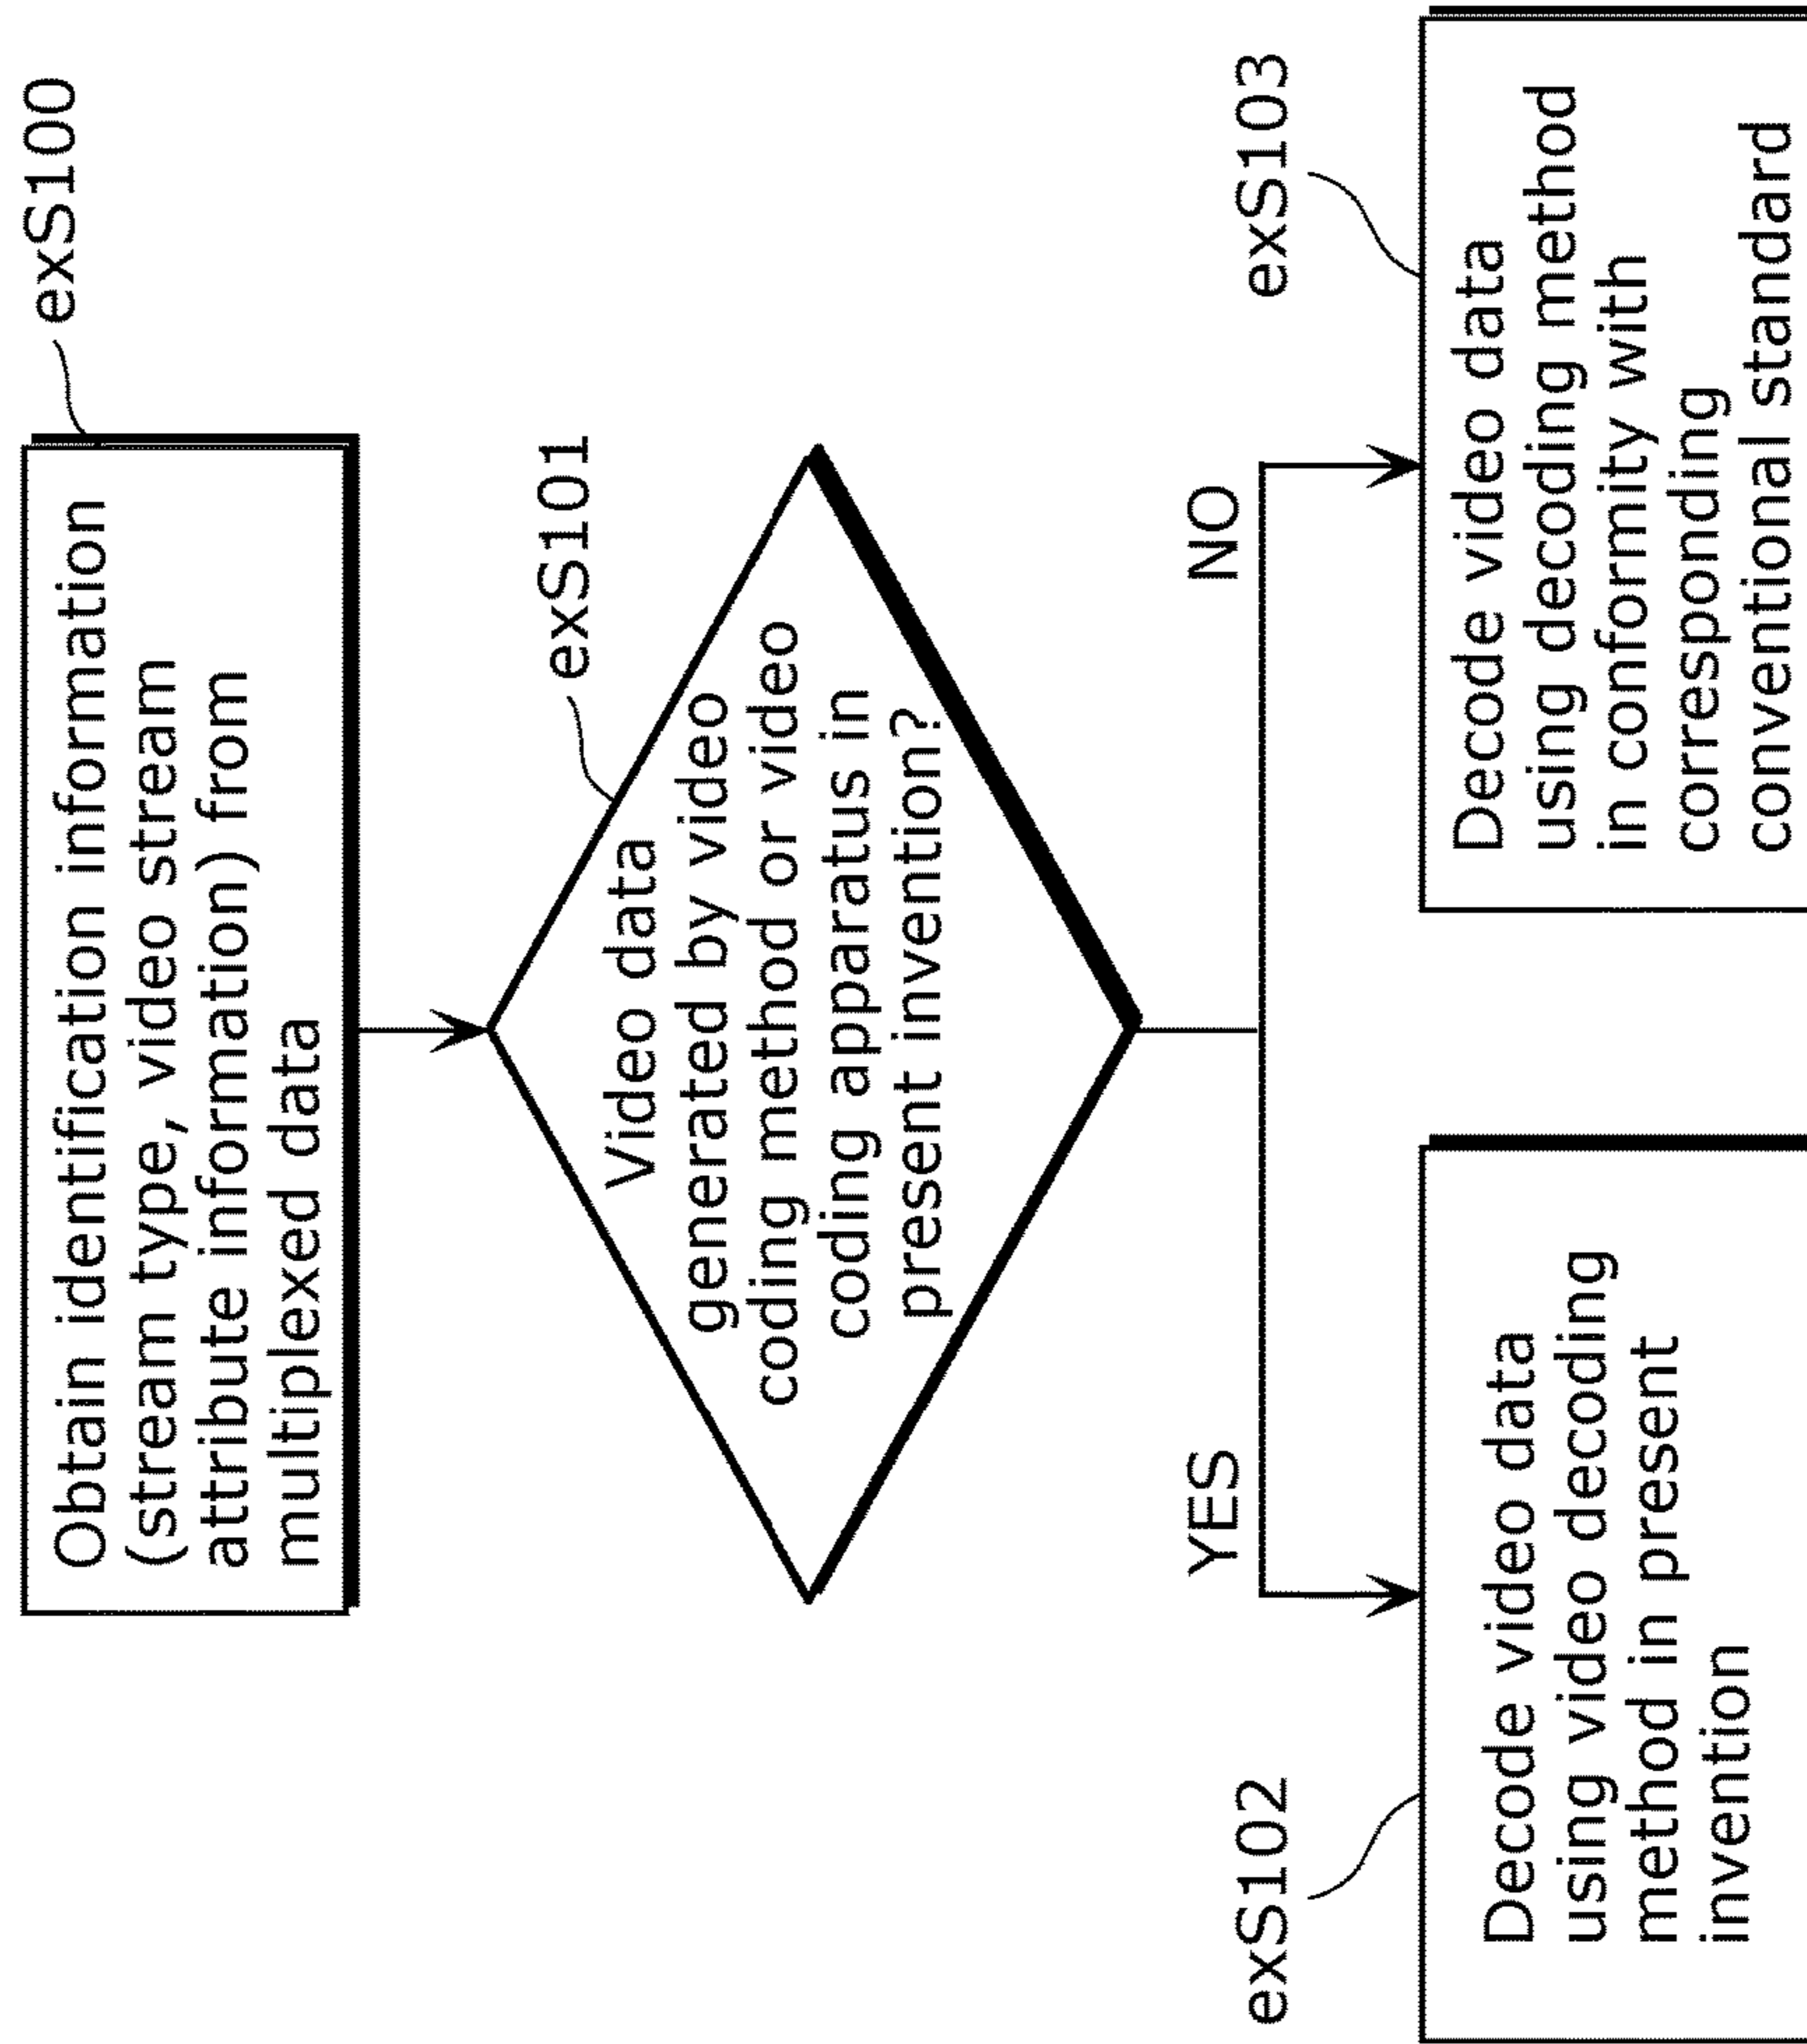 exS100
Obtain identification information
(stream type, video stream
attribute information) from
multiplexed data
exS101
Video data
generated by video
coding method or video
coding apparatus in
present invention?
YES
NO
exS102
Decode video data
using video decoding
method in present
invention
exS103
Decode video data
using decoding method
in conformity with
corresponding
conventional standard